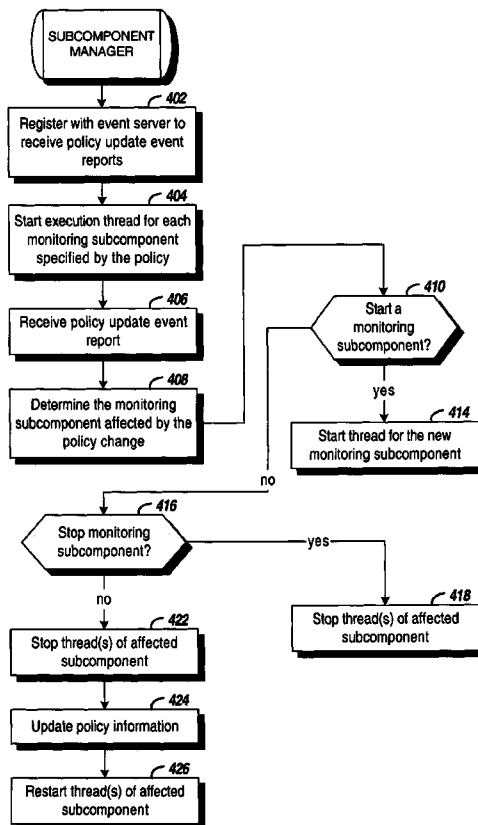 SUBCOMPONENT
MANAGER
402
Register with event server to
receive policy update event
reports
404
Start execution thread for each
monitoring subcomponent
specified by the policy
406
Receive policy update event
report
408
Determine the monitoring
subcomponent affected by the
policy change
410
Start a
monitoring
subcomponent?
yes
414
Start thread for the new
monitoring subcomponent
no
416
Stop monitoring
subcomponent?
yes
418
Stop thread(s) of affected
subcomponent
no
422
Stop thread(s) of affected
subcomponent
424
Update policy information
426
Restart thread(s) of affected
subcomponent